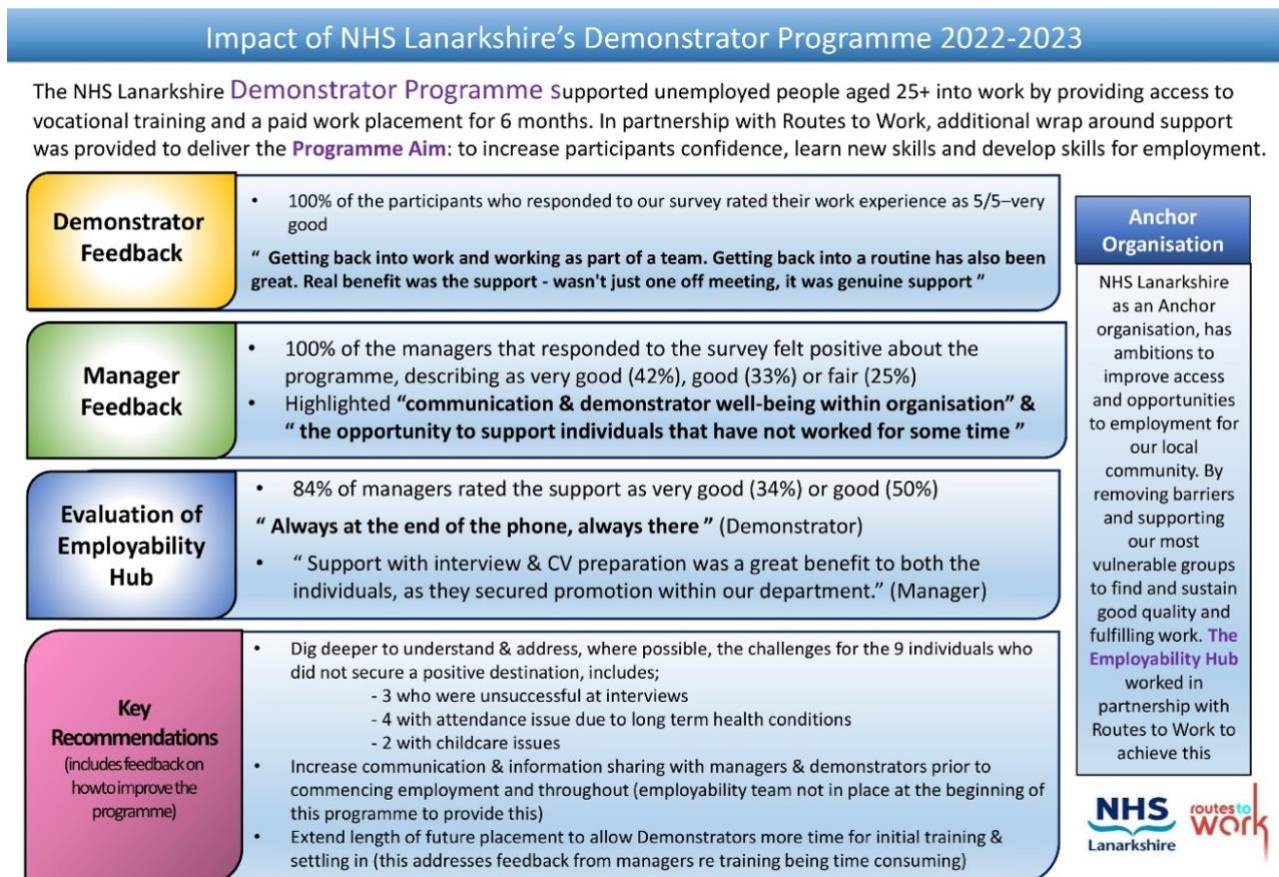 Impact of NHS Lanarkshire's Demonstrator Programme 2022-2023
The NHS Lanarkshire Demonstrator Programme supported unemployed people aged 25+ into work by providing access to
vocational training and a paid work placement for 6 months. In partnership with Routes to Work, additional wrap around support
was provided to deliver the Programme Aim: to increase participants confidence, learn new skills and develop skills for employment.
Demonstrator
Feedback
• 100% of the participants who responded to our survey rated their work experience as 5/5–very
good
“ Getting back into work and working as part of a team. Getting back into a routine has also been
great. Real benefit was the support - wasn't just one off meeting, it was genuine support ”
Manager
Feedback
• 100% of the managers that responded to the survey felt positive about the
programme, describing as very good (42%), good (33%) or fair (25%)
• Highlighted “communication & demonstrator well-being within organisation” &
“ the opportunity to support individuals that have not worked for some time ”
Evaluation of
Employability
Hub
• 84% of managers rated the support as very good (34%) or good (50%)
“ Always at the end of the phone, always there ” (Demonstrator)
• “ Support with interview & CV preparation was a great benefit to both the
individuals, as they secured promotion within our department.” (Manager)
Key
Recommendations
(includes feedback on
howto improve the
programme)
• Dig deeper to understand & address, where possible, the challenges for the 9 individuals who
did not secure a positive destination, includes;
- 3 who were unsuccessful at interviews
- 4 with attendance issue due to long term health conditions
- 2 with childcare issues
• Increase communication & information sharing with managers & demonstrators prior to
commencing employment and throughout (employability team not in place at the beginning of
this programme to provide this)
• Extend length of future placement to allow Demonstrators more time for initial training &
settling in (this addresses feedback from managers re training being time consuming)
Anchor
Organisation
NHS Lanarkshire
as an Anchor
organisation, has
ambitions to
improve access
and opportunities
to employment for
our local
community. By
removing barriers
and supporting
our most
vulnerable groups
to find and sustain
good quality and
fulfilling work. The
Employability Hub
worked in
partnership with
Routes to Work to
achieve this
NHS
Lanarkshire
routes to
work